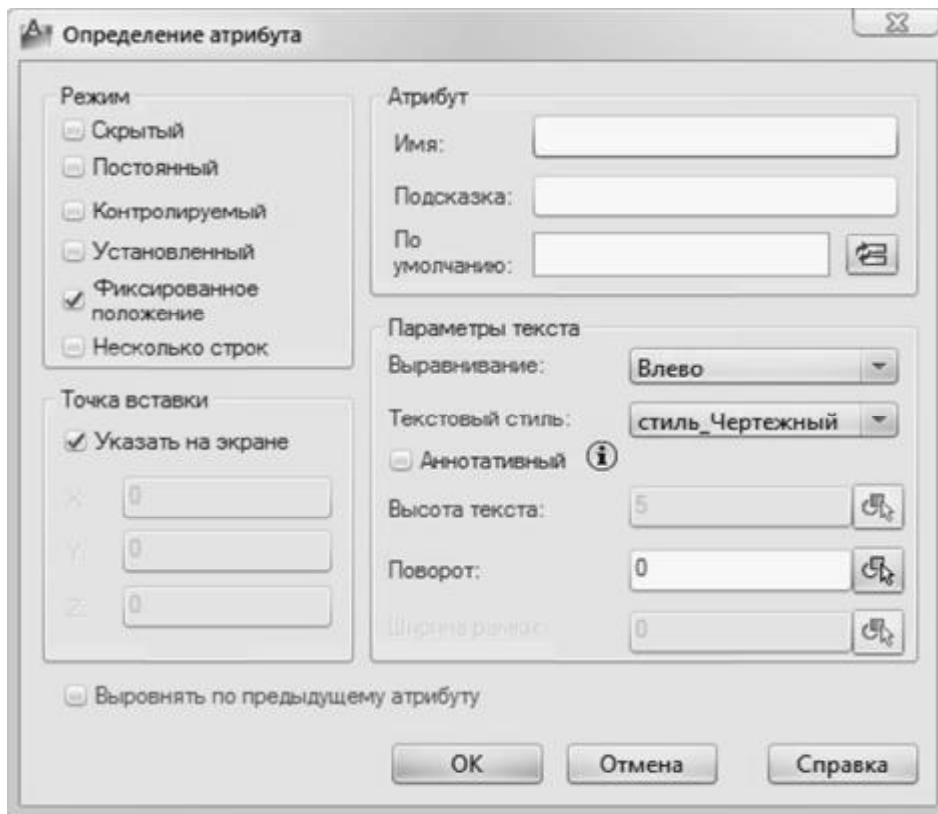 Определение атрибута
Режим
Скрытый
Постоянный
Контролируемый
Установленный
Фиксированное
положение
Несколько строк
Точка вставки
Указать на экране
X: 0
Y: 0
Z: 0
Атрибут
Имя:
Подсказка:
По
умолчанию:
Параметры текста
Выравнивание: Влево
Текстовый стиль: стиль_Чертежный
Аннотативный
Высота текста: 5
Поворот: 0
Ширина рамки: 0
Выровнять по предыдущему атрибуту
ОК Отмена Справка